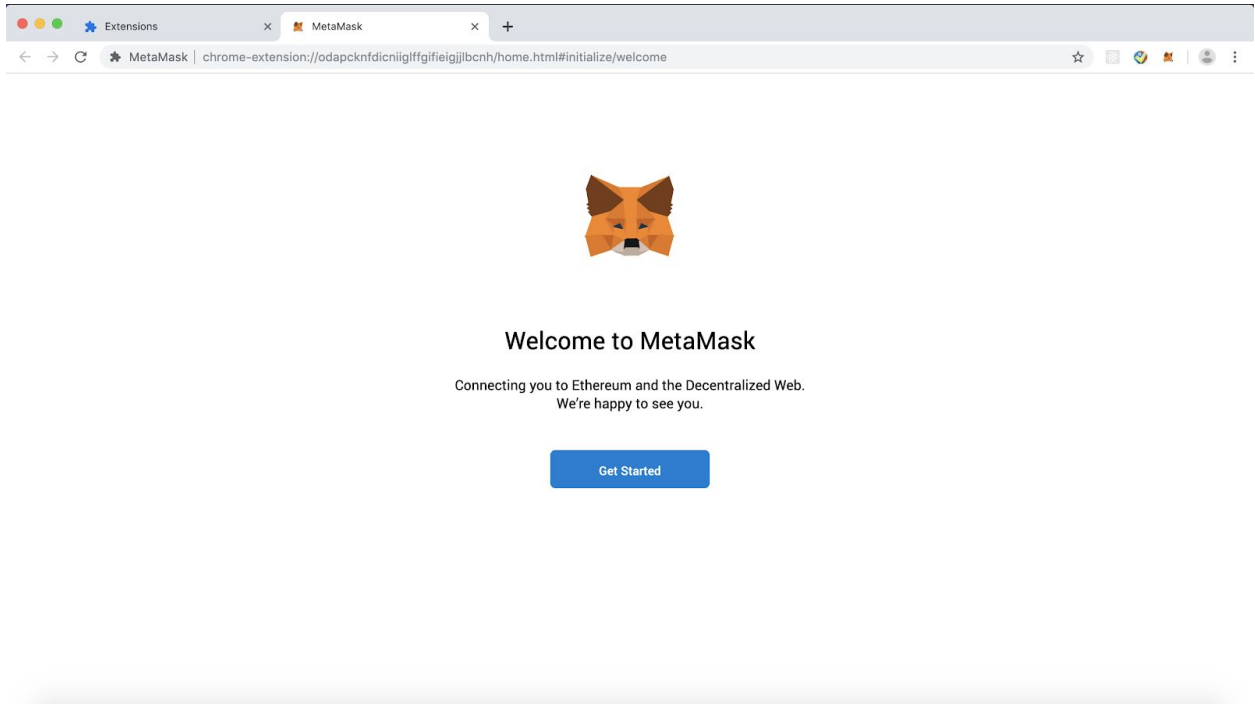 Extensions
MetaMask
MetaMask | chrome-extension://odapcknfdicniiglffgifieigjjlbcnh/home.html#initialize/welcome
Welcome to MetaMask
Connecting you to Ethereum and the Decentralized Web.
We're happy to see you.
Get Started